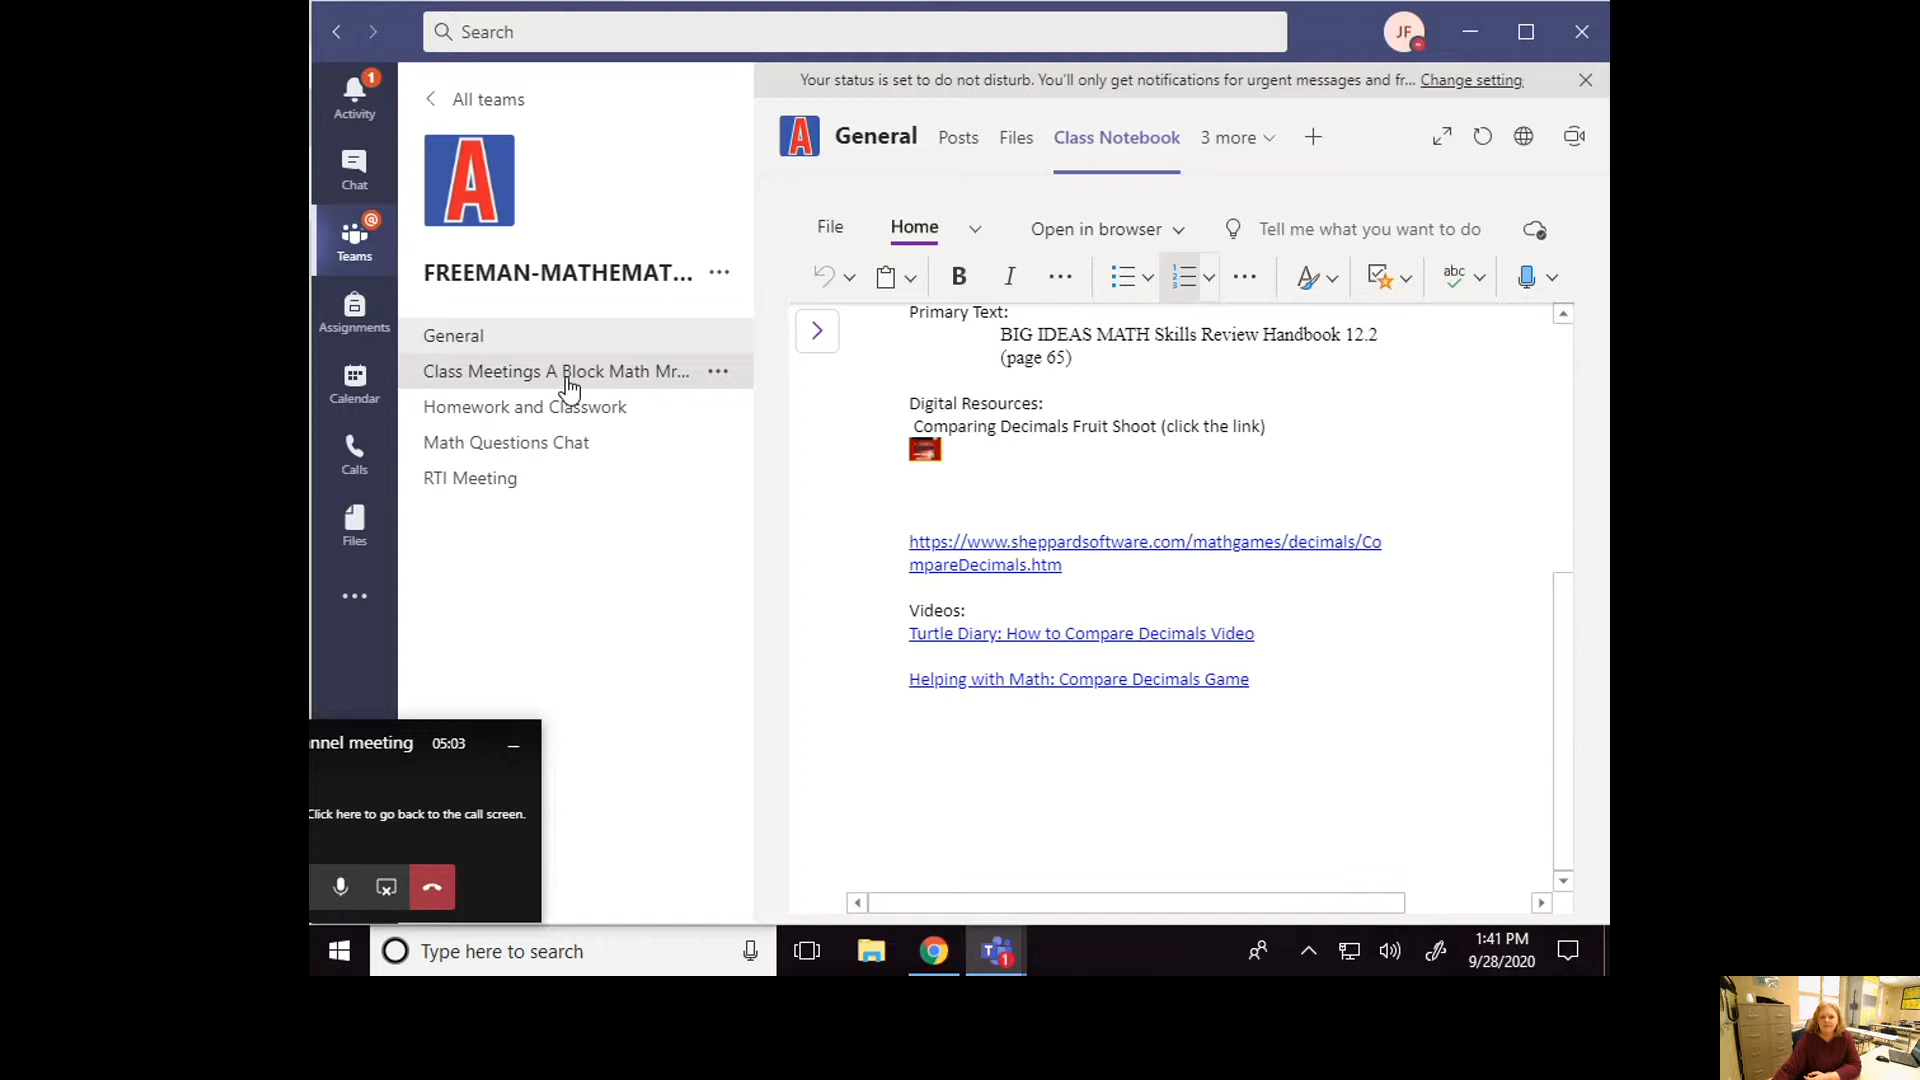 Search
JF
Your status is set to do not disturb. You'll only get notifications for urgent messages and fr... Change setting
1
Activity
Chat
@
Teams
Assignments
Calendar
Calls
Files
All teams
A
FREEMAN-MATHEMAT...
General
Class Meetings A Block Math Mr...
Homework and Classwork
Math Questions Chat
RTI Meeting
A
General
Posts
Files
Class Notebook
3 more
File
Home
Open in browser
Tell me what you want to do
B
I
abc
Primary Text:
BIG IDEAS MATH Skills Review Handbook 12.2
(page 65)
Digital Resources:
Comparing Decimals Fruit Shoot (click the link)
https://www.sheppardsoftware.com/mathgames/decimals/Co
mpareDecimals.htm
Videos:
Turtle Diary: How to Compare Decimals Video
Helping with Math: Compare Decimals Game
nnel meeting 05:03
Click here to go back to the call screen.
Type here to search
T
1
1:41 PM
9/28/2020